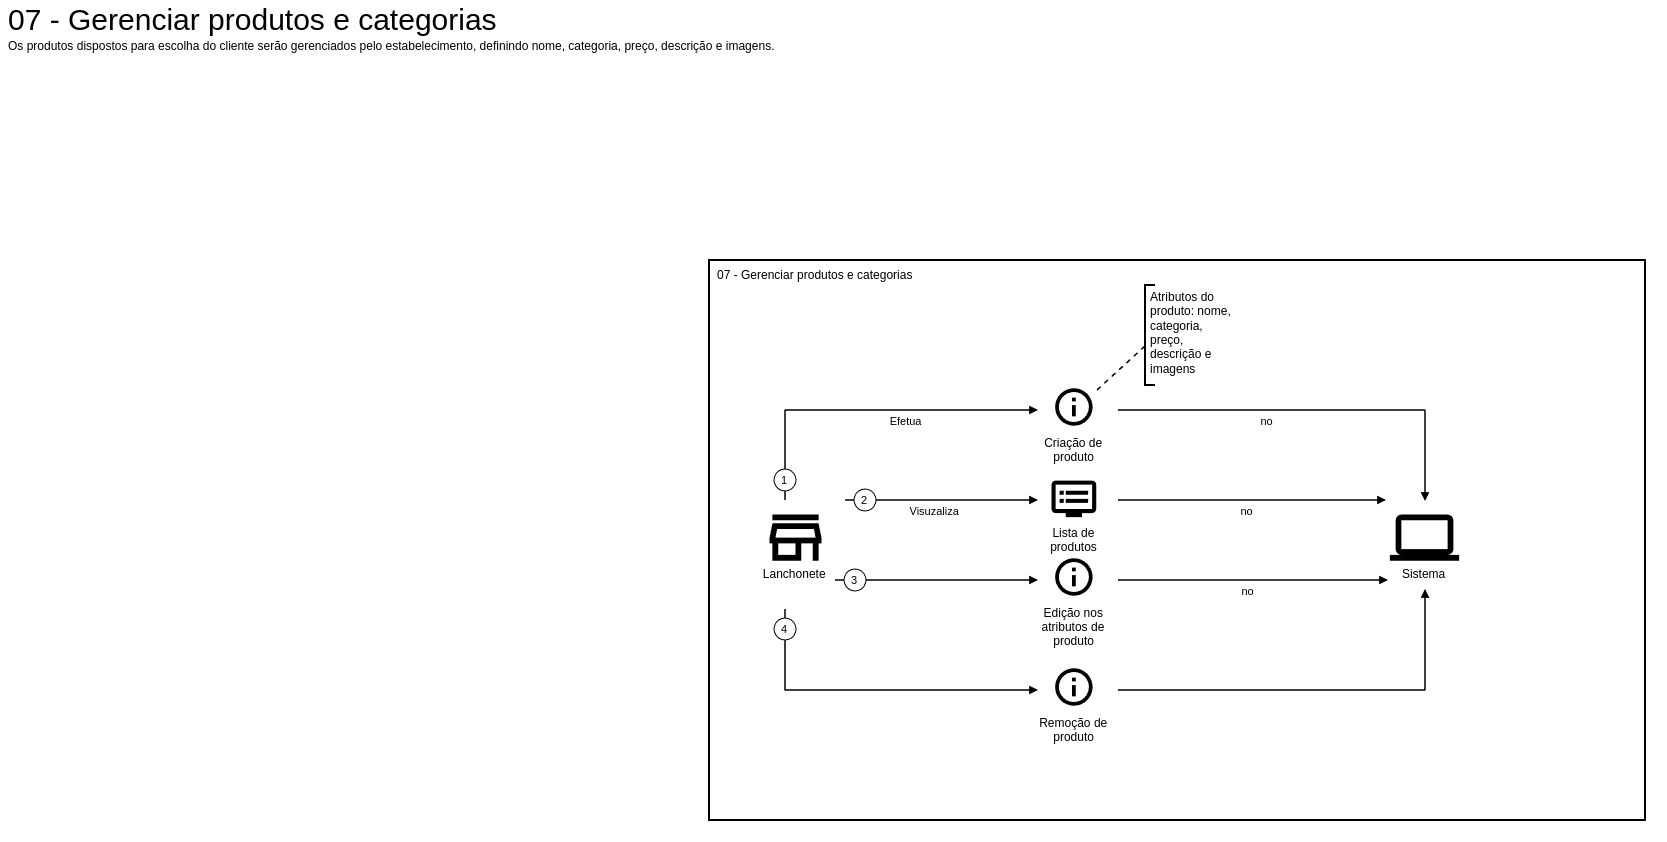 07 - Gerenciar produtos e categorias
Os produtos dispostos para escolha do cliente serão gerenciados pelo estabelecimento, definindo nome, categoria, preço, descrição e imagens.
07 - Gerenciar produtos e categorias
Atributos do
produto: nome,
categoria,
preço,
descrição e
imagens
Efetua
no
Criação de
produto
1
2
Visuzaliza
no
Lista de
produtos
Lanchonete
Sistema
3
no
Edição nos
atributos de
produto
4
Remoção de
produto